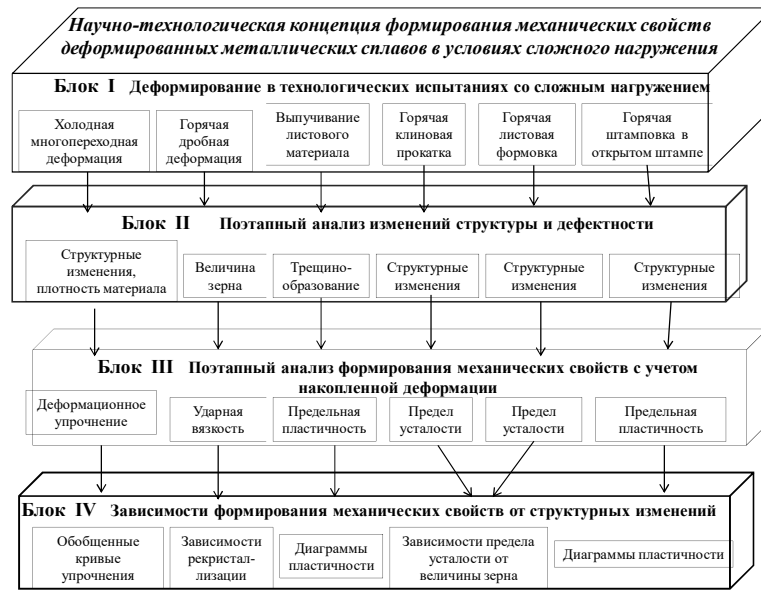 Научно-технологическая концепция формирования механических свойств
деформированных металлических сплавов в условиях сложного нагружения
Блок I Деформирование в технологических испытаниях со сложным нагружением
Холодная
многопереходная
деформация
Горячая
дробная
деформация
Выпучивание
листового
материала
Горячая
клиновая
прокатка
Горячая
листовая
формовка
Горячая
штамповка в
открытом штампе
Блок II Поэтапный анализ изменений структуры и дефектности
Структурные
изменения,
плотность материала
Величина
зерна
Трещино-
образование
Структурные
изменения
Структурные
изменения
Структурные
изменения
Блок III Поэтапный анализ формирования механических свойств с учетом
накопленной деформации
Деформационное
упрочнение
Ударная
вязкость
Предельная
пластичность
Предел
усталости
Предел
усталости
Предельная
пластичность
Блок IV Зависимости формирования механических свойств от структурных изменений
Обобщенные
кривые
упрочнения
Зависимости
рекристал-
лизации
Диаграммы
пластичности
Зависимости предела
усталости от
величины зерна
Диаграммы пластичности